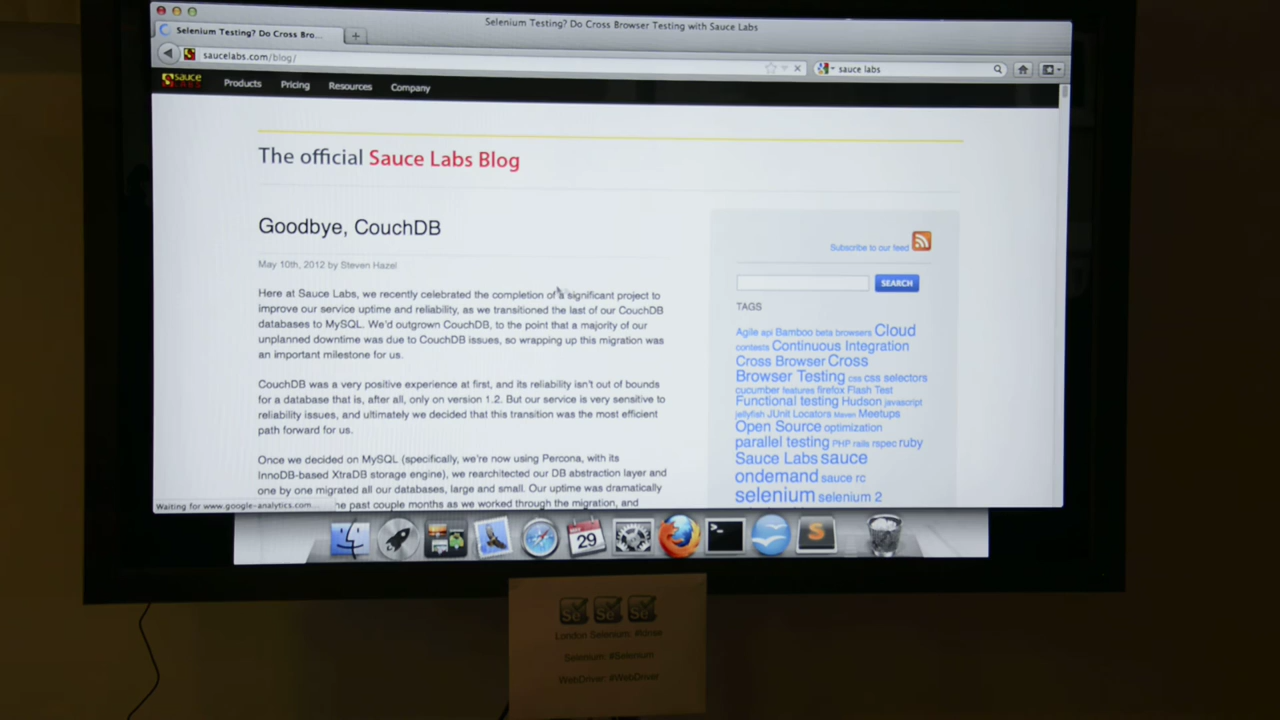 Selenium Testing? Do Cross Browser Testing with Sauce Labs
Selenium Testing? Do Cross Bro...
saucelabs.com/blog/
sauce labs
sauce LABS
Products Pricing Resources Company
The official Sauce Labs Blog
Goodbye, CouchDB
May 10th, 2012 by Steven Hazel
Here at Sauce Labs, we recently celebrated the completion of a significant project to
improve our service uptime and reliability, as we transitioned the last of our CouchDB
databases to MySQL. We'd outgrown CouchDB, to the point that a majority of our
unplanned downtime was due to CouchDB issues, so wrapping up this migration was
an important milestone for us.
CouchDB was a very positive experience at first, and its reliability isn't out of bounds
for a database that is, after all, only on version 1.2. But our service is very sensitive to
reliability issues, and ultimately we decided that this transition was the most efficient
path forward for us.
Once we decided on MySQL (specifically, we're now using Percona, with its
InnoDB-based XtraDB storage engine), we rearchitected our DB abstraction layer and
one by one migrated all our databases, large and small. Our uptime was dramatically
he past couple months as we worked through the migration, and
Waiting for www.google-analytics.com...
Subscribe to our feed
SEARCH
TAGS
Agile api Bamboo beta browsers Cloud
contests Continuous Integration
Cross Browser Cross
Browser Testing css css selectors
cucumber features firefox Flash Test
Functional testing Hudson javascript
jellyfish JUnit Locators Maven Meetups
Open Source optimization
parallel testing PHP rails rspec ruby
Sauce Labs sauce
ondemand sauce rc
selenium selenium 2
29
S
Se Se Se
London Selenium: #ldnse
Selenium: #Selenium
WebDriver: #WebDriver